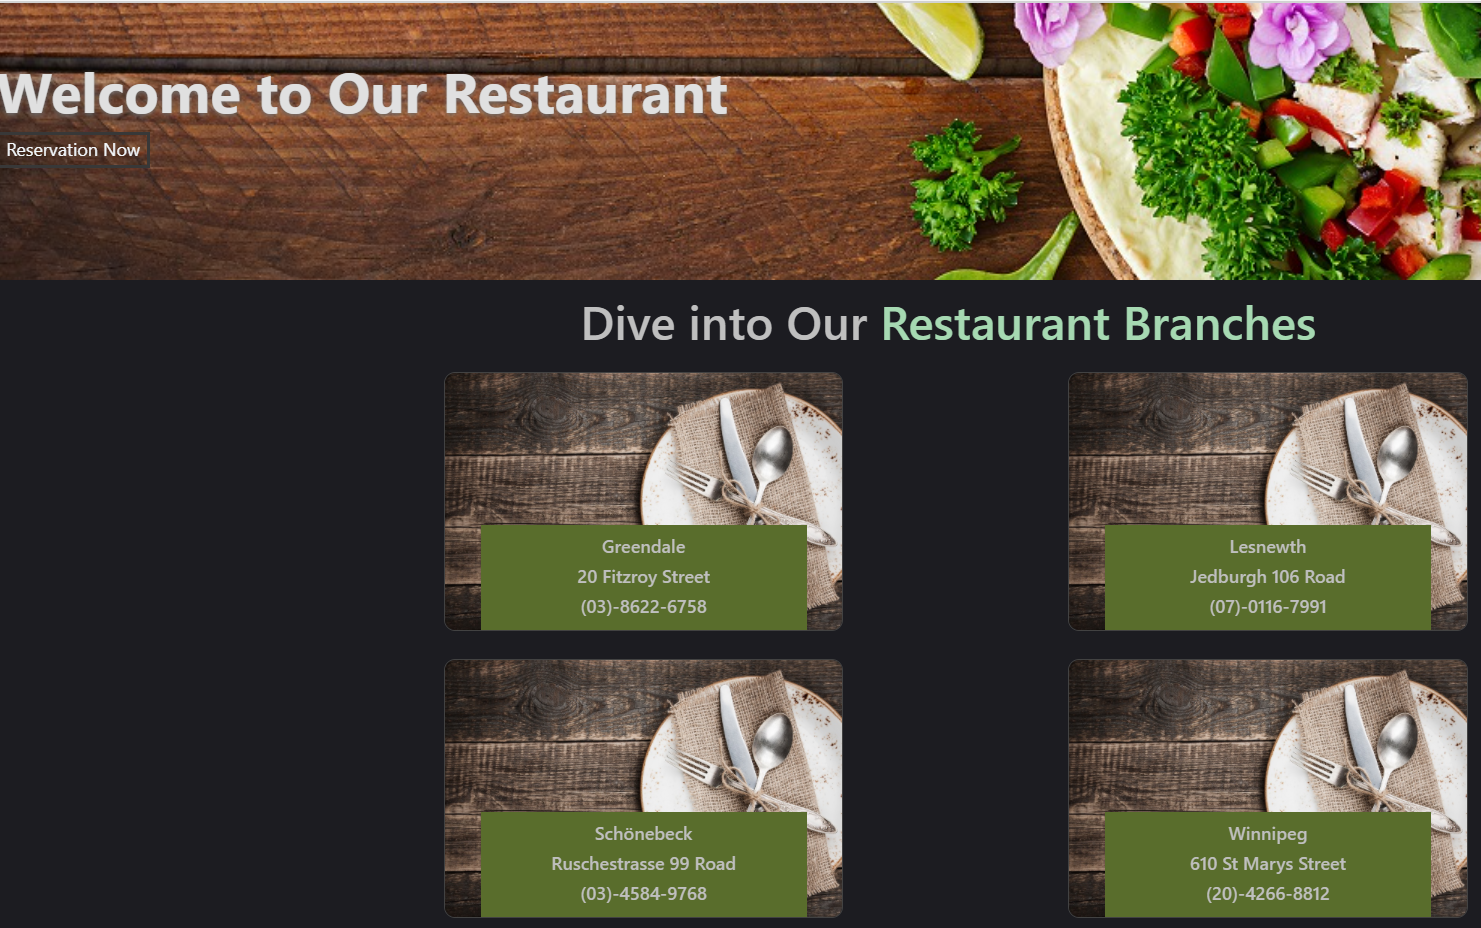 Welcome to Our Restaurant
Reservation Now
Dive into Our Restaurant Branches
Greendale
20 Fitzroy Street
(03)-8622-6758
Lesnewth
Jedburgh 106 Road
(07)-0116-7991
Schönebeck
Ruschestrasse 99 Road
(03)-4584-9768
Winnipeg
610 St Marys Street
(20)-4266-8812